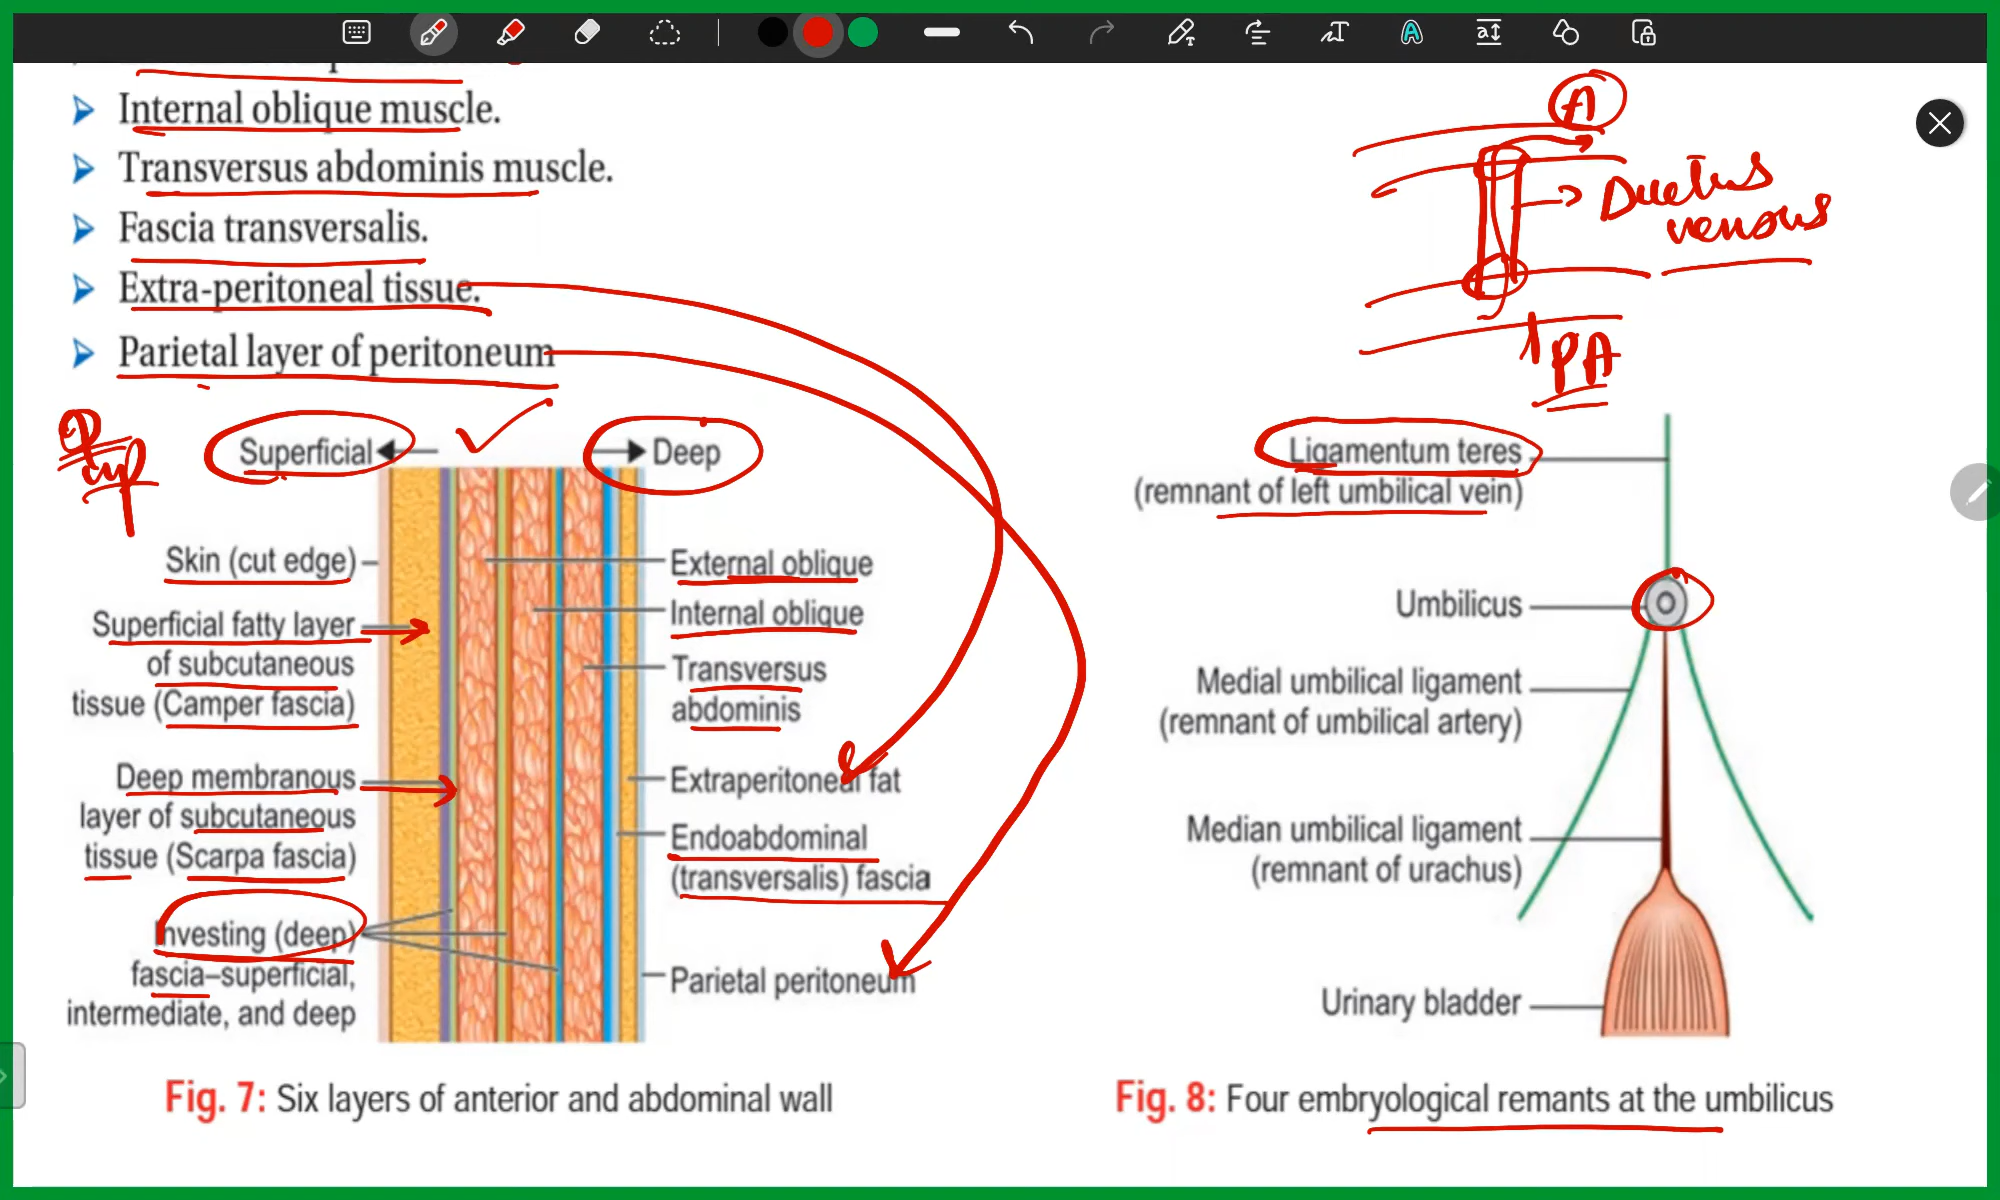 Internal oblique muscle.
Transversus abdominis muscle.
Fascia transversalis.
Extra-peritoneal tissue.
Parietal layer of peritoneum
Superficial
Deep
Skin (cut edge)
Superficial fatty layer
of subcutaneous
tissue (Camper fascia)
Deep membranous
layer of subcutaneous
tissue (Scarpa fascia)
Investing (deep)
fascia–superficial,
intermediate, and deep
External oblique
Internal oblique
Transversus
abdominis
Extraperitoneal fat
Endoabdominal
(transversalis) fascia
Parietal peritoneum
Fig. 7: Six layers of anterior and abdominal wall
A
Ductus
venous
PA
Ligamentum teres
(remnant of left umbilical vein)
Umbilicus
Medial umbilical ligament
(remnant of umbilical artery)
Median umbilical ligament
(remnant of urachus)
Urinary bladder
Fig. 8: Four embryological remants at the umbilicus